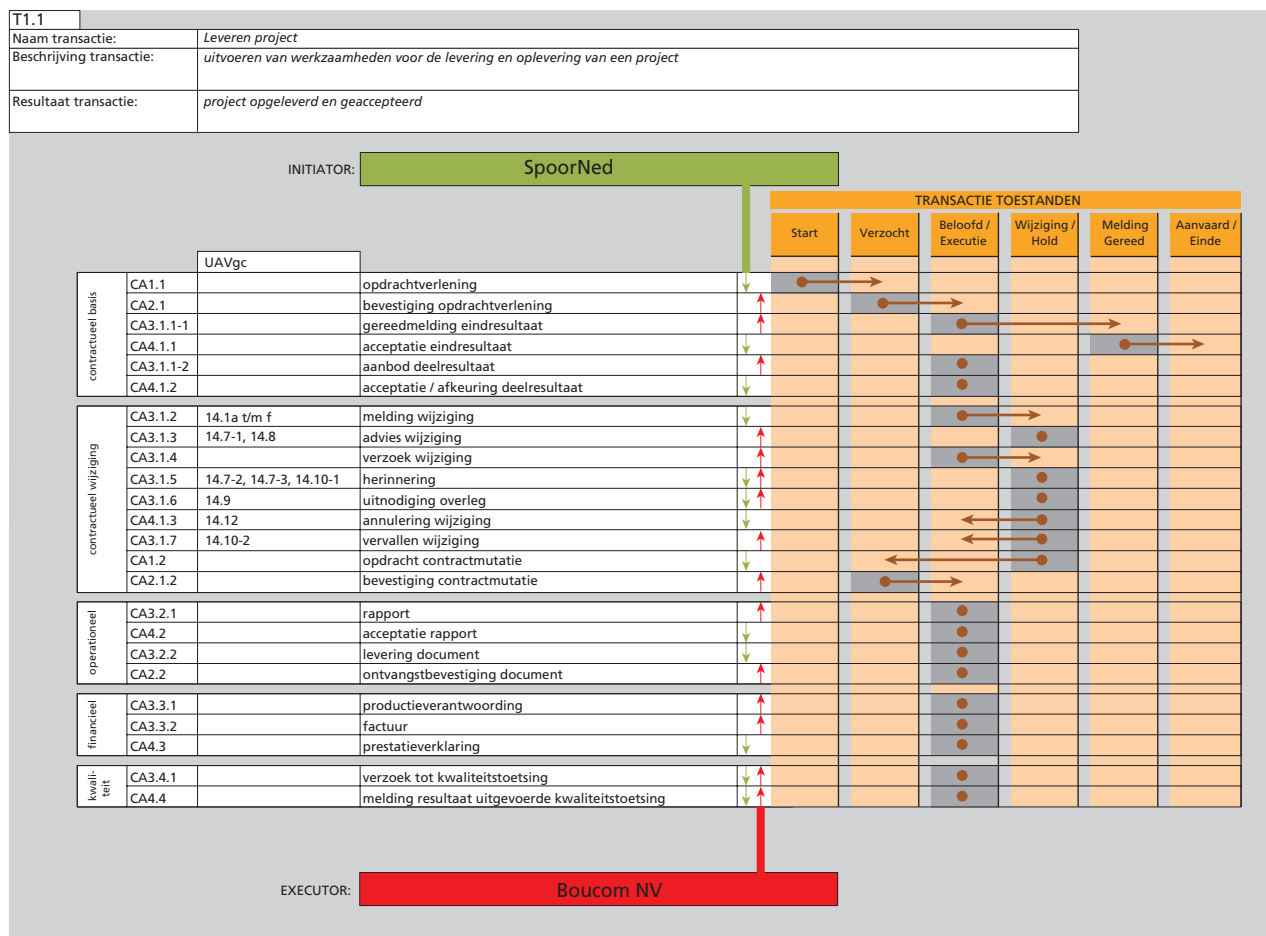 T1.1
Naam transactie: Leveren project
Beschrijving transactie: uitvoeren van werkzaamheden voor de levering en oplevering van een project
Resultaat transactie: project opgeleverd en geaccepteerd
INITIATOR: SpoorNed
TRANSACTIE TOESTANDEN
Start Verzocht Beloofd / Executie Wijziging / Hold Melding Gereed Aanvaard / Einde
UAVgc
contractueel basis
CA1.1 opdrachtverlening
CA2.1 bevestiging opdrachtverlening
CA3.1.1-1 gereedmelding eindresultaat
CA4.1.1 acceptatie eindresultaat
CA3.1.1-2 aanbod deelresultaat
CA4.1.2 acceptatie / afkeuring deelresultaat
contractueel wijziging
CA3.1.2 14.1a t/m f melding wijziging
CA3.1.3 14.7-1, 14.8 advies wijziging
CA3.1.4 verzoek wijziging
CA3.1.5 14.7-2, 14.7-3, 14.10-1 herinnering
CA3.1.6 14.9 uitnodiging overleg
CA4.1.3 14.12 annulering wijziging
CA3.1.7 14.10-2 vervallen wijziging
CA1.2 opdracht contractmutatie
CA2.1.2 bevestiging contractmutatie
operationeel
CA3.2.1 rapport
CA4.2 acceptatie rapport
CA3.2.2 levering document
CA2.2 ontvangstbevestiging document
financieel
CA3.3.1 productieverantwoording
CA3.3.2 factuur
CA4.3 prestatieverklaring
kwali-
teit
CA3.4.1 verzoek tot kwaliteitstoetsing
CA4.4 melding resultaat uitgevoerde kwaliteitstoetsing
EXECUTOR: Boucom NV